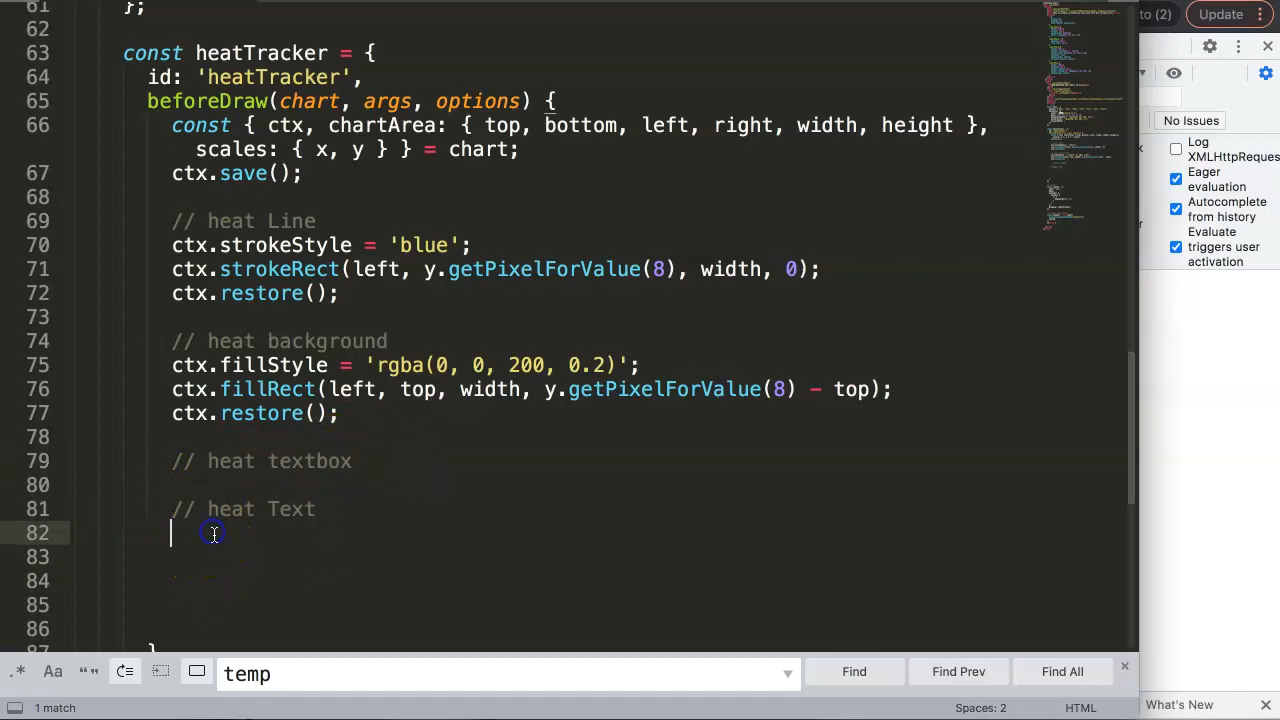 61 };
62
63 const heatTracker = {
64 id: 'heatTracker',
65 beforeDraw(chart, args, options) {
66 const { ctx, chartArea: { top, bottom, left, right, width, height },
scales: { x, y } } = chart;
67 ctx.save();
68
69 // heat Line
70 ctx.strokeStyle = 'blue';
71 ctx.strokeRect(left, y.getPixelForValue(8), width, 0);
72 ctx.restore();
73
74 // heat background
75 ctx.fillStyle = 'rgba(0, 0, 200, 0.2)';
76 ctx.fillRect(left, top, width, y.getPixelForValue(8) - top);
77 ctx.restore();
78
79 // heat textbox
80
81 // heat Text
82
83
84
85
86
87 }
.* Aa “” temp Find Find Prev Find All
1 match Spaces: 2 HTML
to (2) Update
No Issues
Log
XMLHttpReques
Eager
evaluation
Autocomplete
from history
Evaluate
triggers user
activation
What's New